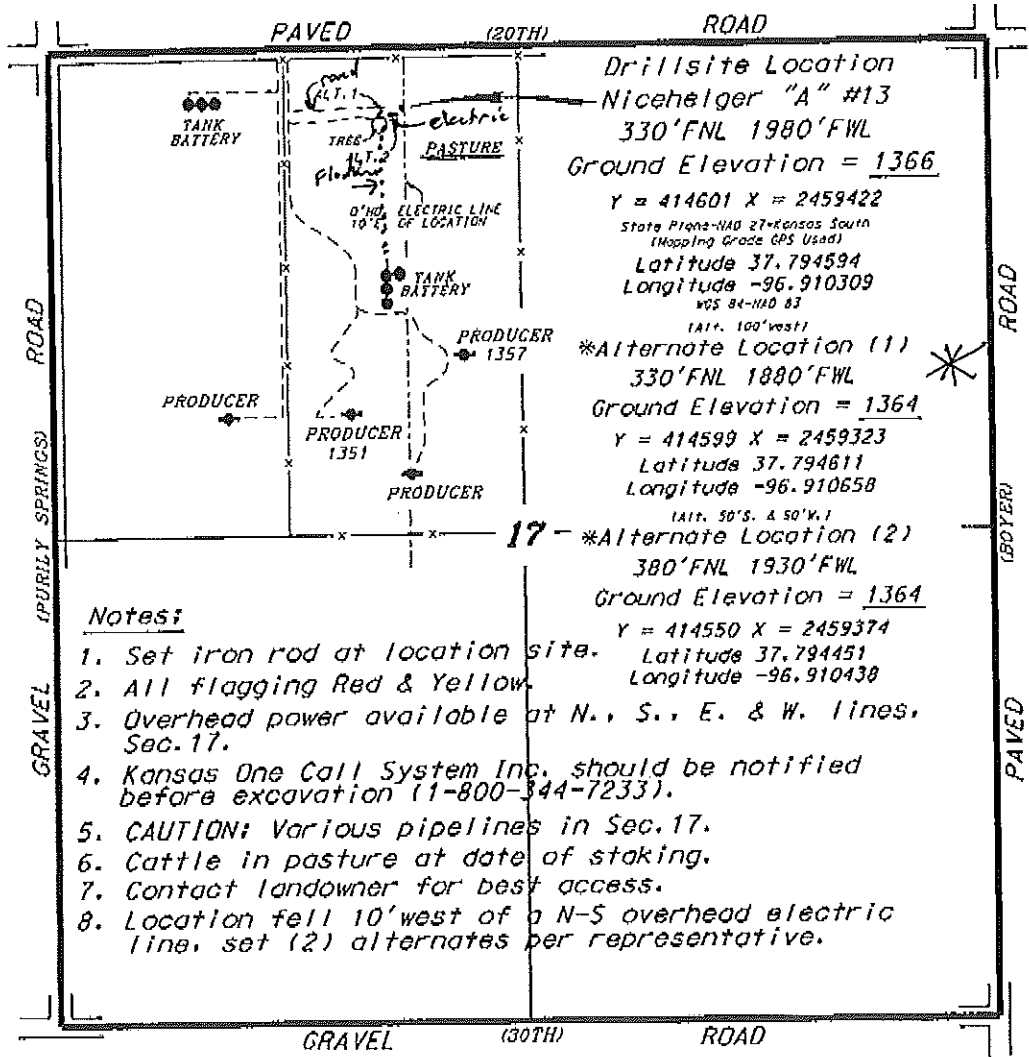 PAVED (20TH) ROAD
Drillsite Location
Nicehelger "A" #13
330'FNL 1980'FWL
Ground Elevation = 1366
Y = 414601 X = 2459422
State Plane-NAD 27-Kansas South
(Mapping Grade GPS Used)
Latitude 37.794594
Longitude -96.910309
WGS 84-NAD 83
(Alt. 100'west)
*Alternate Location (1)
330'FNL 1880'FWL
Ground Elevation = 1364
Y = 414599 X = 2459323
Latitude 37.794611
Longitude -96.910658
(Alt. 50'S. & 50'W.)
*Alternate Location (2)
380'FNL 1930'FWL
Ground Elevation = 1364
Y = 414550 X = 2459374
Latitude 37.794451
Longitude -96.910438
road
ALT.1
electric
TANK
BATTERY
TREE
PASTURE
ALT.2
O'HD. ELECTRIC LINE
10'E. OF LOCATION
TANK
BATTERY
PRODUCER
1357
PRODUCER
PRODUCER
1351
PRODUCER
17
GRAVEL (PURILY SPRINGS) ROAD
PAVED (BOYER) ROAD
Notes:
1. Set iron rod at location site.
2. All flagging Red & Yellow.
3. Overhead power available at N., S., E. & W. lines,
Sec.17.
4. Kansas One Call System Inc. should be notified
before excavation (1-800-344-7233).
5. CAUTION: Various pipelines in Sec.17.
6. Cattle in pasture at date of staking.
7. Contact landowner for best access.
8. Location fell 10'west of a N-S overhead electric
line, set (2) alternates per representative.
GRAVEL (30TH) ROAD